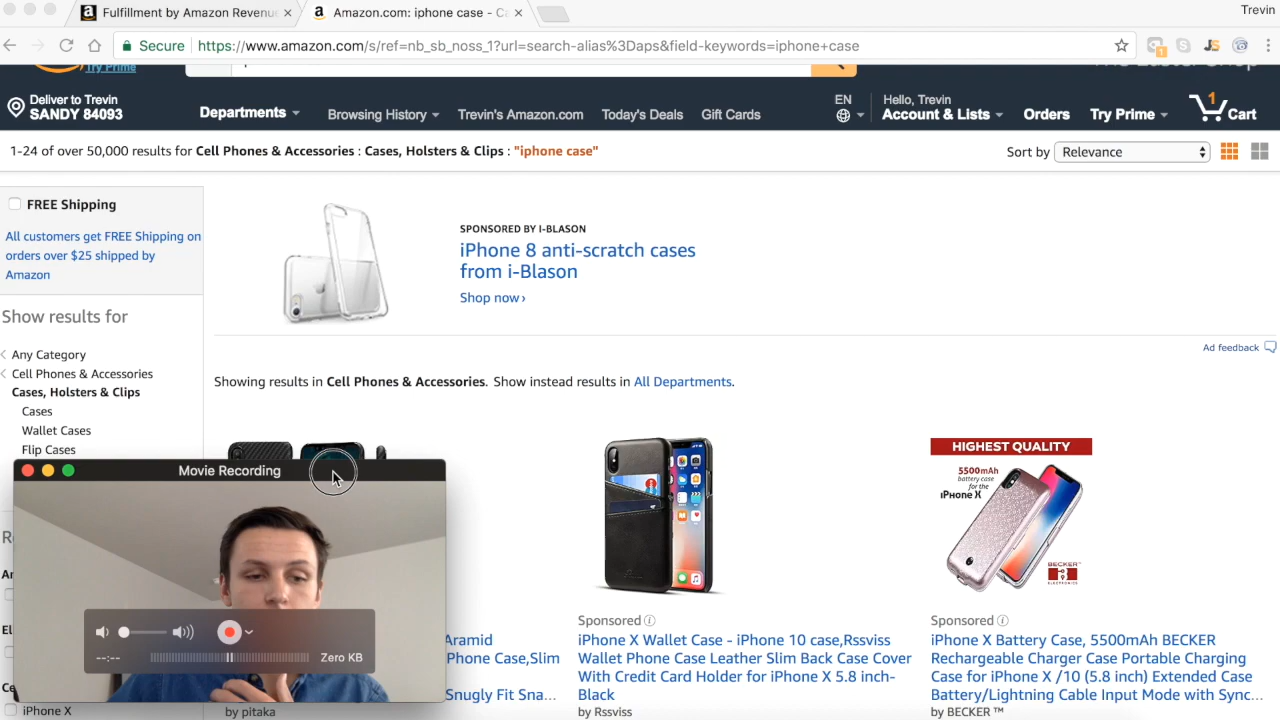 Fulfillment by Amazon Revenu
Amazon.com: iphone case - Ca
Trevin
Secure
https://www.amazon.com/s/ref=nb_sb_noss_1?url=search-alias%3Daps&field-keywords=iphone+case
Try Prime
Deliver to Trevin
SANDY 84093
Departments
Browsing History
Trevin's Amazon.com
Today's Deals
Gift Cards
EN
Hello, Trevin
Account & Lists
Orders
Try Prime
1
Cart
1-24 of over 50,000 results for Cell Phones & Accessories : Cases, Holsters & Clips : "iphone case"
Sort by
Relevance
FREE Shipping
All customers get FREE Shipping on
orders over $25 shipped by
Amazon
Show results for
Any Category
Cell Phones & Accessories
Cases, Holsters & Clips
Cases
Wallet Cases
Flip Cases
SPONSORED BY I-BLASON
iPhone 8 anti-scratch cases
from i-Blason
Shop now
Ad feedback
Showing results in Cell Phones & Accessories. Show instead results in All Departments.
Movie Recording
--:--
Zero KB
iPhone X
Aramid
Phone Case,Slim
Snugly Fit Sna...
by pitaka
Sponsored
iPhone X Wallet Case - iPhone 10 case,Rssviss
Wallet Phone Case Leather Slim Back Case Cover
With Credit Card Holder for iPhone X 5.8 inch-
Black
by Rssviss
HIGHEST QUALITY
5500mAh
battery case
for the
iPhone X
BECKER
Sponsored
iPhone X Battery Case, 5500mAh BECKER
Rechargeable Charger Case Portable Charging
Case for iPhone X /10 (5.8 inch) Extended Case
Battery/Lightning Cable Input Mode with Sync...
by BECKER ™